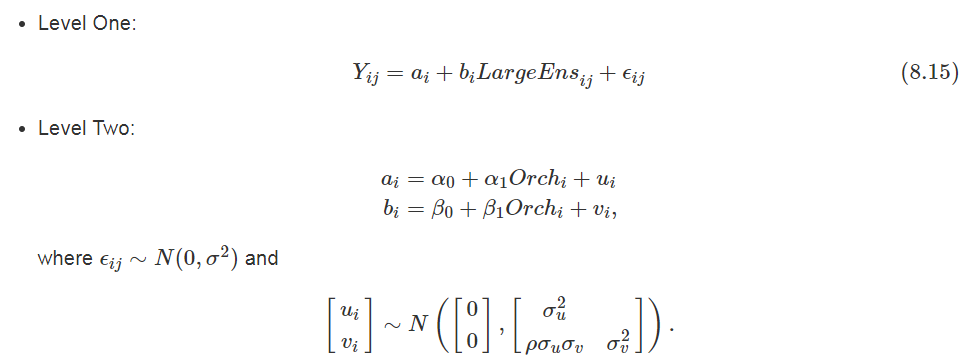 • Level One:
Y_{ij} = a_i + b_i LargeEns_{ij} + ϵ_{ij} (8.15)
• Level Two:
a_i = α_0 + α_1 Orch_i + u_i
b_i = β_0 + β_1 Orch_i + v_i,
where ϵ_{ij} ∼ N(0, σ^2) and
[u_i v_i] ∼ N([0 0], [σ_u^2 ρσ_uσ_v σ_v^2]).